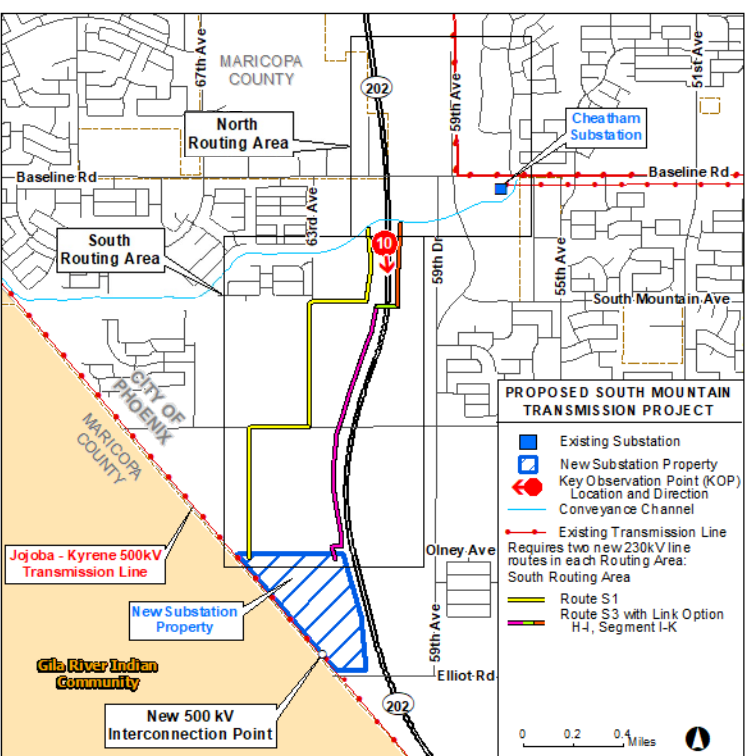 67th Ave
MARICOPA
COUNTY
202
59th Ave
51st Ave
North
Routing Area
Cheatham
Substation
Baseline Rd
Baseline Rd
63rd Ave
South
Routing Area
10
59th Dr
55th Ave
South Mountain Ave
CITY OF
PHOENIX
MARICOPA
COUNTY
PROPOSED SOUTH MOUNTAIN
TRANSMISSION PROJECT
Existing Substation
New Substation Property
Key Observation Point (KOP)
Location and Direction
Conveyance Channel
Existing Transmission Line
Requires two new 230kV line
routes in each Routing Area:
South Routing Area
Route S1
Route S3 with Link Option
H-I, Segment I-K
0 0.2 0.4 Miles
Jojoba - Kyrene 500kV
Transmission Line
Olney Ave
New Substation
Property
59th Ave
Gila River Indian
Community
Elliot Rd
New 500 kV
Interconnection Point
202